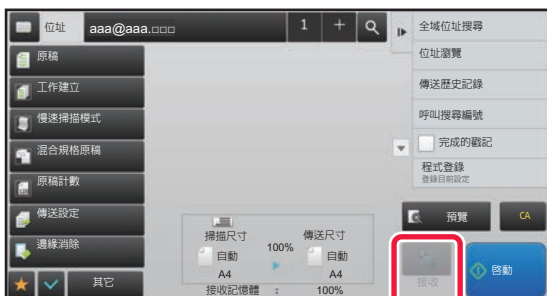 位址 aaa@aaa.□□□ 1 +
原稿
工作建立
慢速掃描模式
混合規格原稿
原稿計數
傳送設定
邊緣消除
其它
掃描尺寸 傳送尺寸
100%
自動 自動
A4 A4
接收記憶體 : 100%
全域位址搜尋
位址瀏覽
傳送歷史記錄
呼叫搜尋編號
完成的戳記
程式登錄
登錄目前設定
預覽 CA
接收 啓動